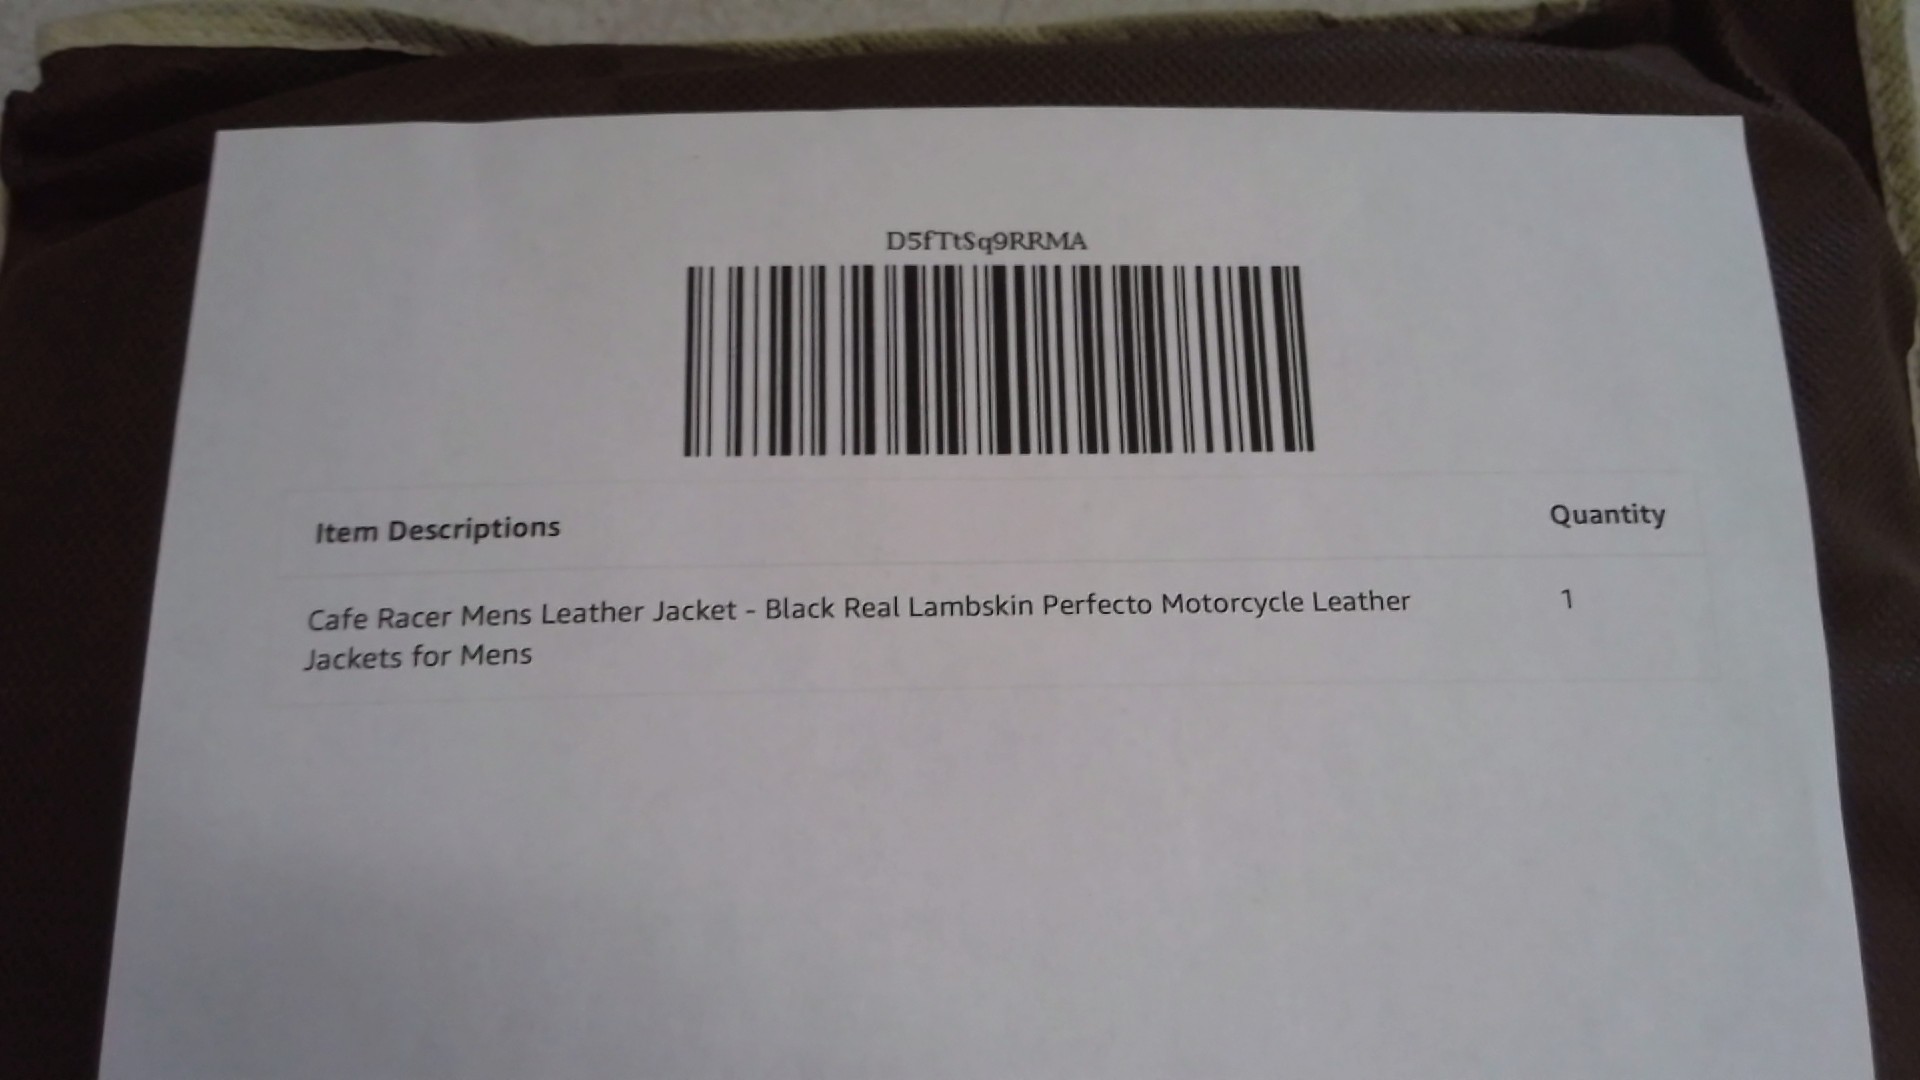 D5fTtSq9RRMA
Item Descriptions Quantity
Cafe Racer Mens Leather Jacket - Black Real Lambskin Perfecto Motorcycle Leather 1
Jackets for Mens